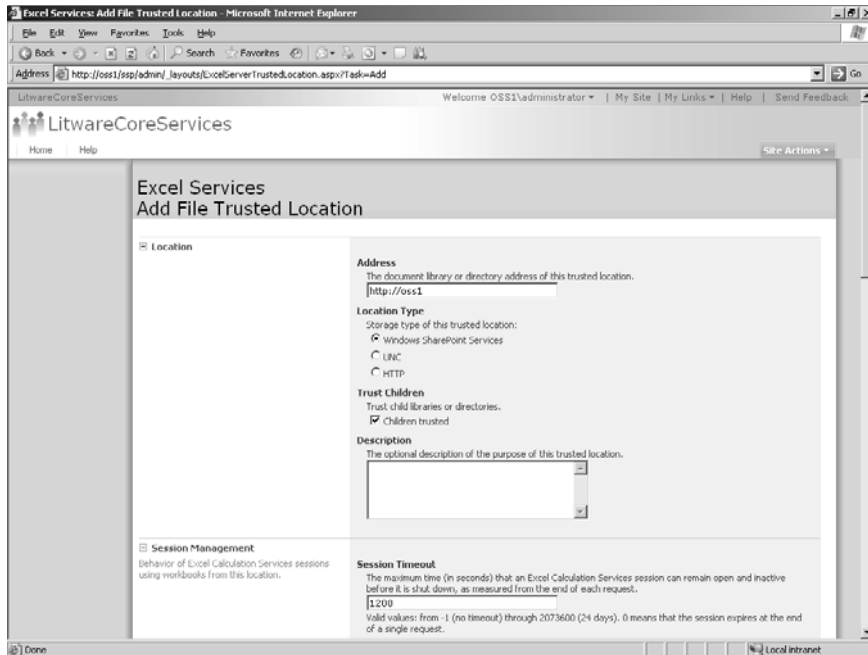 Excel Services: Add File Trusted Location - Microsoft Internet Explorer
File Edit View Favorites Tools Help
Back Search Favorites
Address http://oss1/ssp/admin/_layouts/ExcelServerTrustedLocation.aspx?Task=Add Go
LitwareCoreServices Welcome OSS1\administrator | My Site | My Links | Help | Send Feedback
LitwareCoreServices
Home Help Site Actions
Excel Services
Add File Trusted Location
Location
Address
The document library or directory address of this trusted location.
http://oss1
Location Type
Storage type of this trusted location:
Windows SharePoint Services
UNC
HTTP
Trust Children
Trust child libraries or directories.
Children trusted
Description
The optional description of the purpose of this trusted location.
Session Management
Behavior of Excel Calculation Services sessions
using workbooks from this location.
Session Timeout
The maximum time (in seconds) that an Excel Calculation Services session can remain open and inactive
before it is shut down, as measured from the end of each request.
1200
Valid values: from -1 (no timeout) through 2073600 (24 days). 0 means that the session expires at the end
of a single request.
Done Local intranet